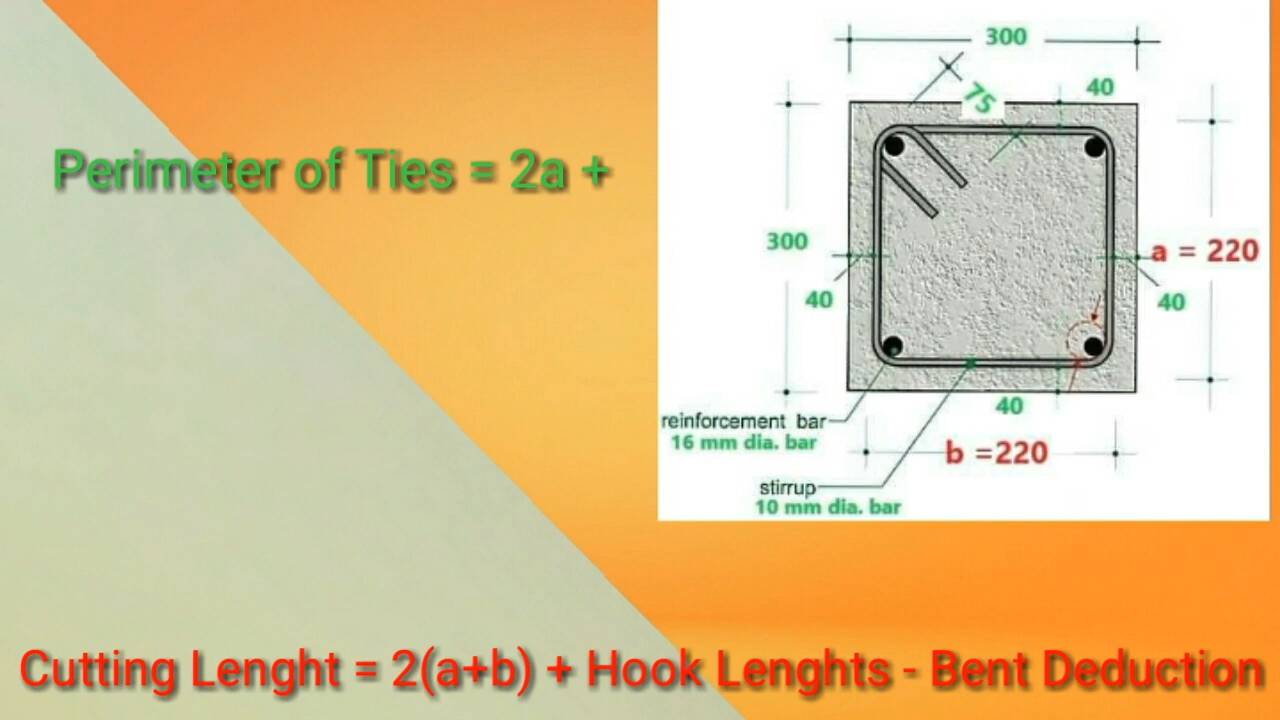 300
75
40
Perimeter of Ties = 2a +
300
a = 220
40
40
40
reinforcement bar
16 mm dia. bar
b =220
stirrup
10 mm dia. bar
Cutting Lenght = 2(a+b) + Hook Lenghts - Bent Deduction